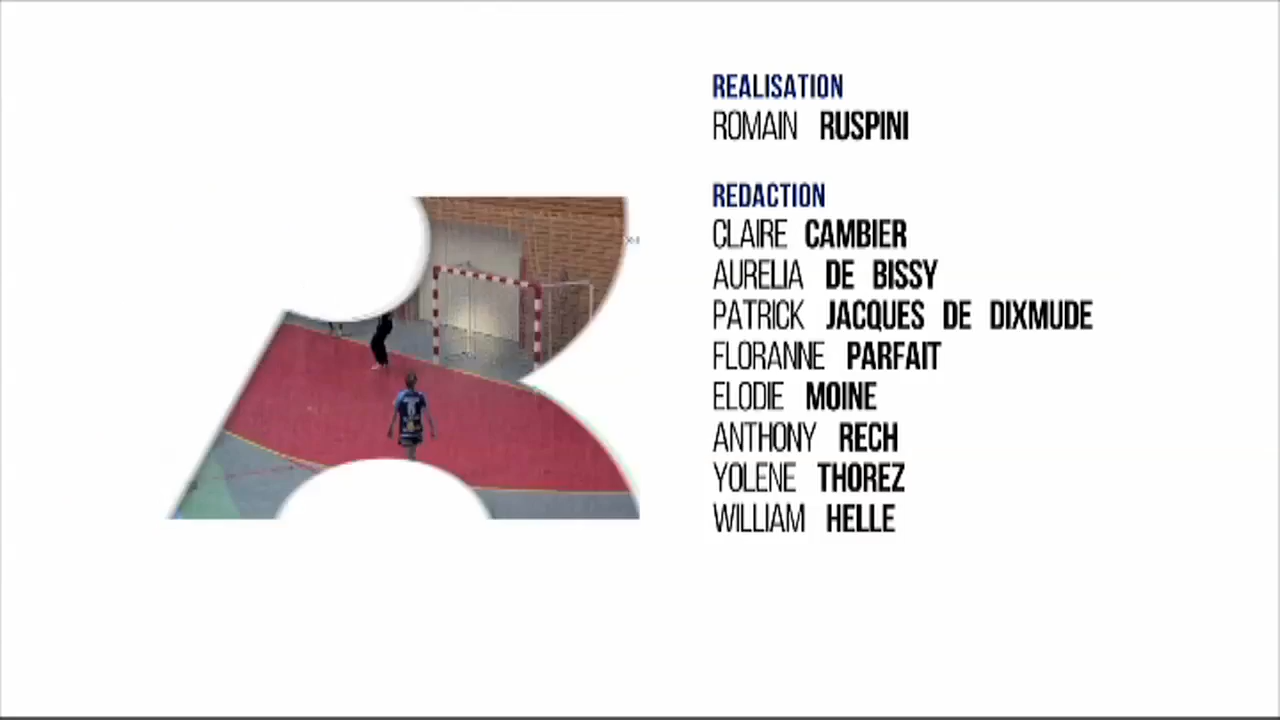 REALISATION
ROMAIN RUSPINI
REDACTION
CLAIRE CAMBIER
AURELIA DE BISSY
PATRICK JACQUES DE DIXMUDE
FLORANNE PARFAIT
ELODIE MOINE
ANTHONY RECH
YOLENE THOREZ
WILLIAM HELLE